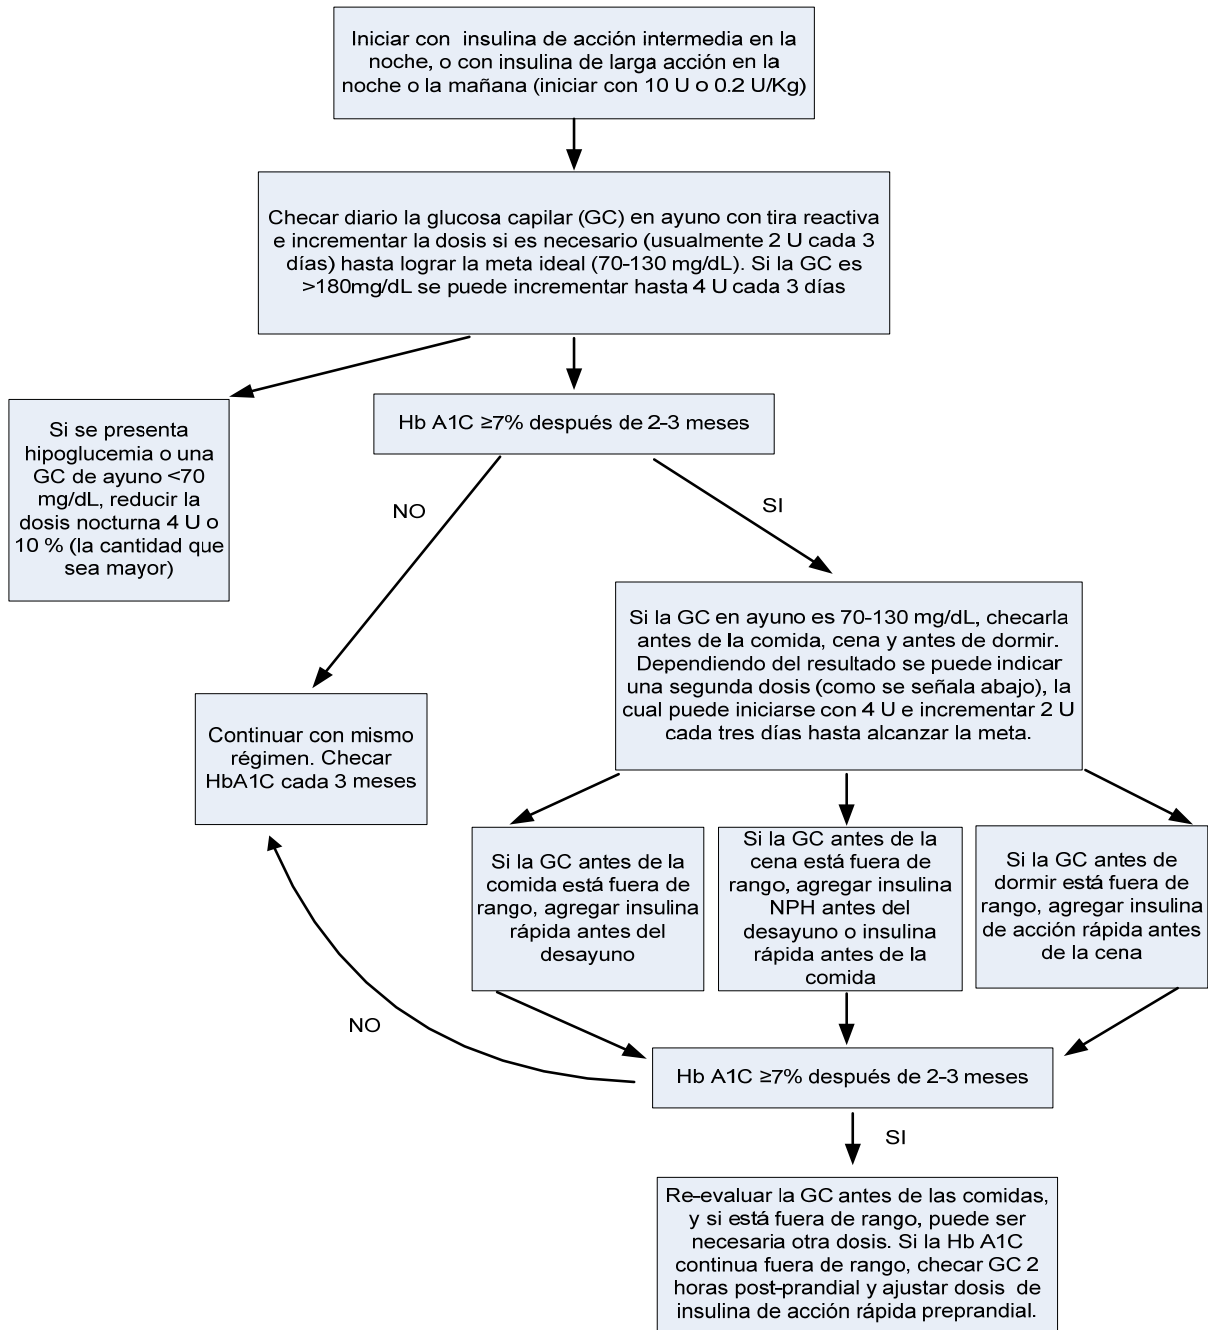 Iniciar con insulina de acción intermedia en la
noche, o con insulina de larga acción en la
noche o la mañana (iniciar con 10 U o 0.2 U/Kg)
Checar diario la glucosa capilar (GC) en ayuno con tira reactiva
e incrementar la dosis si es necesario (usualmente 2 U cada 3
días) hasta lograr la meta ideal (70-130 mg/dL). Si la GC es
>180mg/dL se puede incrementar hasta 4 U cada 3 días
Si se presenta
hipoglucemia o una
GC de ayuno <70
mg/dL, reducir la
dosis nocturna 4 U o
10 % (la cantidad que
sea mayor)
Hb A1C ≥7% después de 2-3 meses
NO
SI
Si la GC en ayuno es 70-130 mg/dL, checarla
antes de la comida, cena y antes de dormir.
Dependiendo del resultado se puede indicar
una segunda dosis (como se señala abajo), la
cual puede iniciarse con 4 U e incrementar 2 U
cada tres días hasta alcanzar la meta.
Continuar con mismo
régimen. Checar
HbA1C cada 3 meses
Si la GC antes de la
comida está fuera de
rango, agregar insulina
rápida antes del
desayuno
Si la GC antes de la
cena está fuera de
rango, agregar insulina
NPH antes del
desayuno o insulina
rápida antes de la
comida
Si la GC antes de
dormir está fuera de
rango, agregar insulina
de acción rápida antes
de la cena
NO
Hb A1C ≥7% después de 2-3 meses
SI
Re-evaluar la GC antes de las comidas,
y si está fuera de rango, puede ser
necesaria otra dosis. Si la Hb A1C
continua fuera de rango, checar GC 2
horas post-prandial y ajustar dosis de
insulina de acción rápida preprandial.